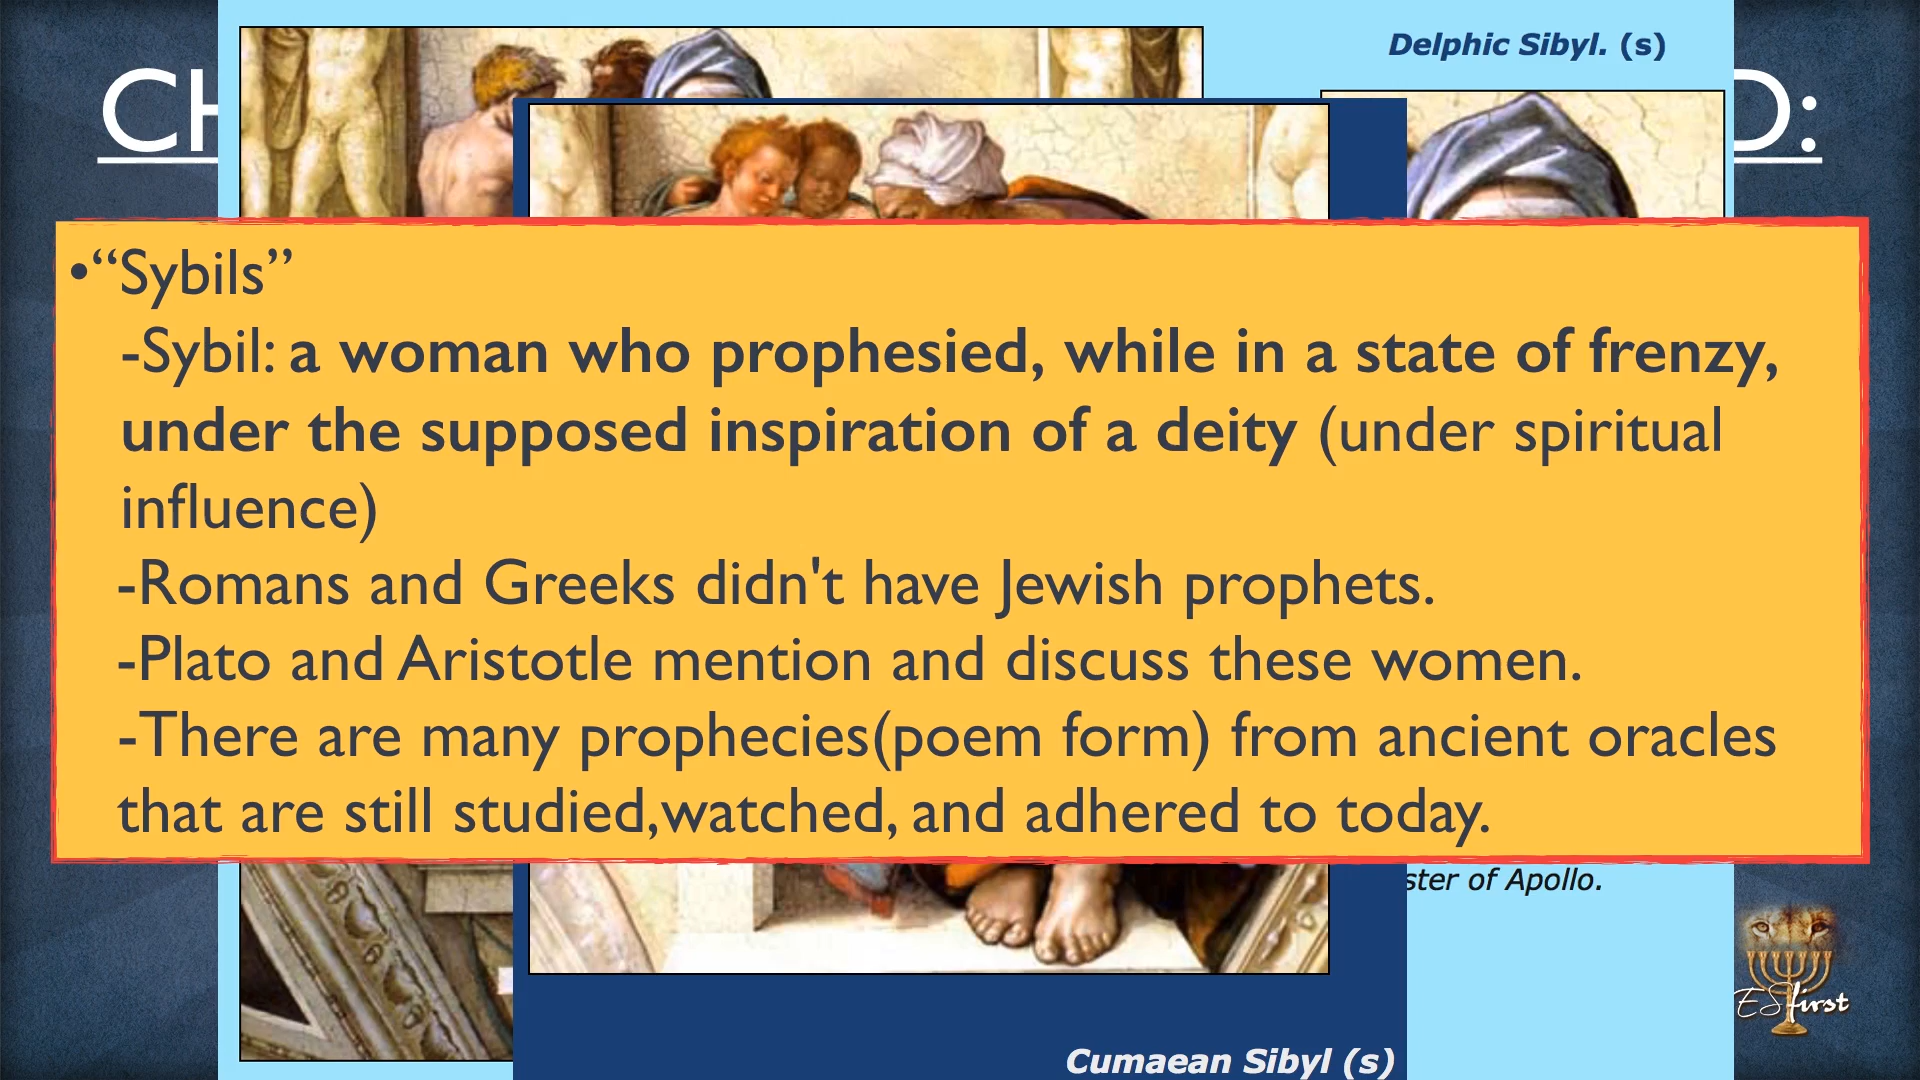 Delphic Sibyl. (s)
CH
D:
•“Sybils”
-Sybil: a woman who prophesied, while in a state of frenzy,
under the supposed inspiration of a deity (under spiritual
influence)
-Romans and Greeks didn't have Jewish prophets.
-Plato and Aristotle mention and discuss these women.
-There are many prophecies(poem form) from ancient oracles
that are still studied,watched, and adhered to today.
ster of Apollo.
ESfirst
Cumaean Sibyl (s)